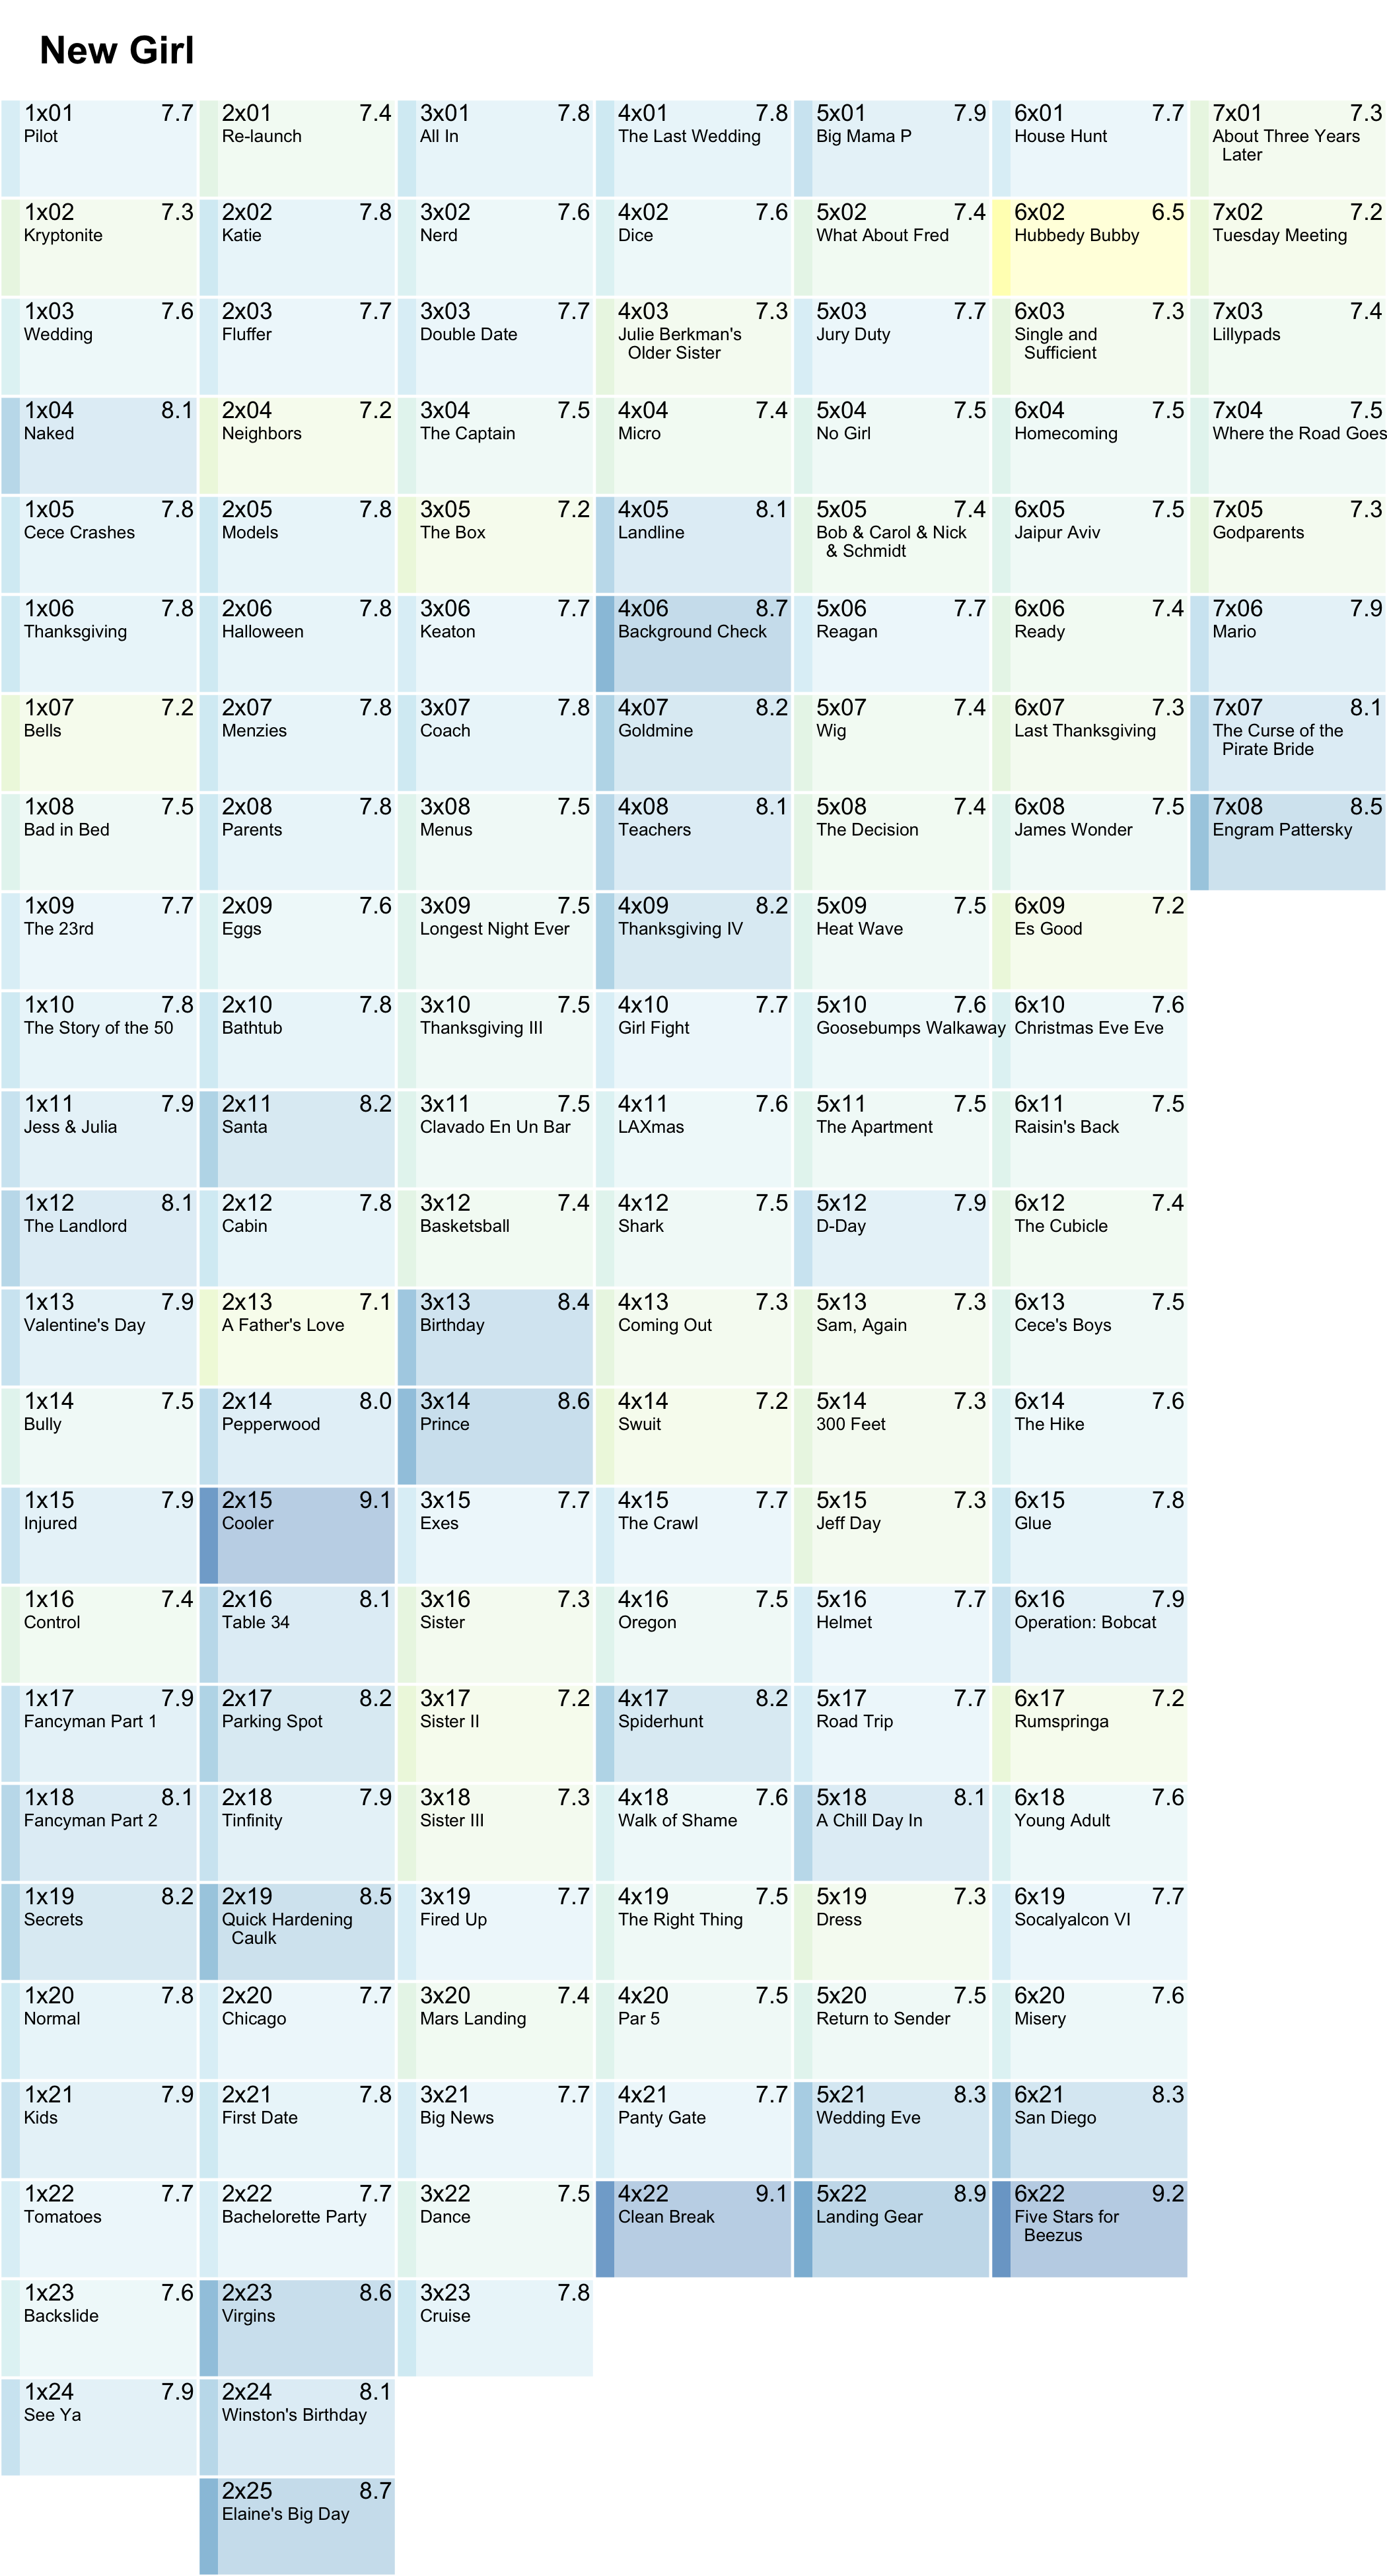 New Girl
1x01 7.7 2x01 7.4 3x01 7.8 4x01 7.8 5x01 7.9 6x01 7.7 7x01 7.3
Pilot Re-launch All In The Last Wedding Big Mama P House Hunt About Three Years
Later
1x02 7.3 2x02 7.8 3x02 7.6 4x02 7.6 5x02 7.4 6x02 6.5 7x02 7.2
Kryptonite Katie Nerd Dice What About Fred Hubbedy Bubby Tuesday Meeting
1x03 7.6 2x03 7.7 3x03 7.7 4x03 7.3 5x03 7.7 6x03 7.3 7x03 7.4
Wedding Fluffer Double Date Julie Berkman's Jury Duty Single and Lillypads
Older Sister Sufficient
1x04 8.1 2x04 7.2 3x04 7.5 4x04 7.4 5x04 7.5 6x04 7.5 7x04 7.5
Naked Neighbors The Captain Micro No Girl Homecoming Where the Road Goes
1x05 7.8 2x05 7.8 3x05 7.2 4x05 8.1 5x05 7.4 6x05 7.5 7x05 7.3
Cece Crashes Models The Box Landline Bob & Carol & Nick Jaipur Aviv Godparents
& Schmidt
1x06 7.8 2x06 7.8 3x06 7.7 4x06 8.7 5x06 7.7 6x06 7.4 7x06 7.9
Thanksgiving Halloween Keaton Background Check Reagan Ready Mario
1x07 7.2 2x07 7.8 3x07 7.8 4x07 8.2 5x07 7.4 6x07 7.3 7x07 8.1
Bells Menzies Coach Goldmine Wig Last Thanksgiving The Curse of the
Pirate Bride
1x08 7.5 2x08 7.8 3x08 7.5 4x08 8.1 5x08 7.4 6x08 7.5 7x08 8.5
Bad in Bed Parents Menus Teachers The Decision James Wonder Engram Pattersky
1x09 7.7 2x09 7.6 3x09 7.5 4x09 8.2 5x09 7.5 6x09 7.2
The 23rd Eggs Longest Night Ever Thanksgiving IV Heat Wave Es Good
1x10 7.8 2x10 7.8 3x10 7.5 4x10 7.7 5x10 7.6 6x10 7.6
The Story of the 50 Bathtub Thanksgiving III Girl Fight Goosebumps Walkaway Christmas Eve Eve
1x11 7.9 2x11 8.2 3x11 7.5 4x11 7.6 5x11 7.5 6x11 7.5
Jess & Julia Santa Clavado En Un Bar LAXmas The Apartment Raisin's Back
1x12 8.1 2x12 7.8 3x12 7.4 4x12 7.5 5x12 7.9 6x12 7.4
The Landlord Cabin Basketsball Shark D-Day The Cubicle
1x13 7.9 2x13 7.1 3x13 8.4 4x13 7.3 5x13 7.3 6x13 7.5
Valentine's Day A Father's Love Birthday Coming Out Sam, Again Cece's Boys
1x14 7.5 2x14 8.0 3x14 8.6 4x14 7.2 5x14 7.3 6x14 7.6
Bully Pepperwood Prince Swuit 300 Feet The Hike
1x15 7.9 2x15 9.1 3x15 7.7 4x15 7.7 5x15 7.3 6x15 7.8
Injured Cooler Exes The Crawl Jeff Day Glue
1x16 7.4 2x16 8.1 3x16 7.3 4x16 7.5 5x16 7.7 6x16 7.9
Control Table 34 Sister Oregon Helmet Operation: Bobcat
1x17 7.9 2x17 8.2 3x17 7.2 4x17 8.2 5x17 7.7 6x17 7.2
Fancyman Part 1 Parking Spot Sister II Spiderhunt Road Trip Rumspringa
1x18 8.1 2x18 7.9 3x18 7.3 4x18 7.6 5x18 8.1 6x18 7.6
Fancyman Part 2 Tinfinity Sister III Walk of Shame A Chill Day In Young Adult
1x19 8.2 2x19 8.5 3x19 7.7 4x19 7.5 5x19 7.3 6x19 7.7
Secrets Quick Hardening Fired Up The Right Thing Dress Socalyalcon VI
Caulk
1x20 7.8 2x20 7.7 3x20 7.4 4x20 7.5 5x20 7.5 6x20 7.6
Normal Chicago Mars Landing Par 5 Return to Sender Misery
1x21 7.9 2x21 7.8 3x21 7.7 4x21 7.7 5x21 8.3 6x21 8.3
Kids First Date Big News Panty Gate Wedding Eve San Diego
1x22 7.7 2x22 7.7 3x22 7.5 4x22 9.1 5x22 8.9 6x22 9.2
Tomatoes Bachelorette Party Dance Clean Break Landing Gear Five Stars for
Beezus
1x23 7.6 2x23 8.6 3x23 7.8
Backslide Virgins Cruise
1x24 7.9 2x24 8.1
See Ya Winston's Birthday
2x25 8.7
Elaine's Big Day